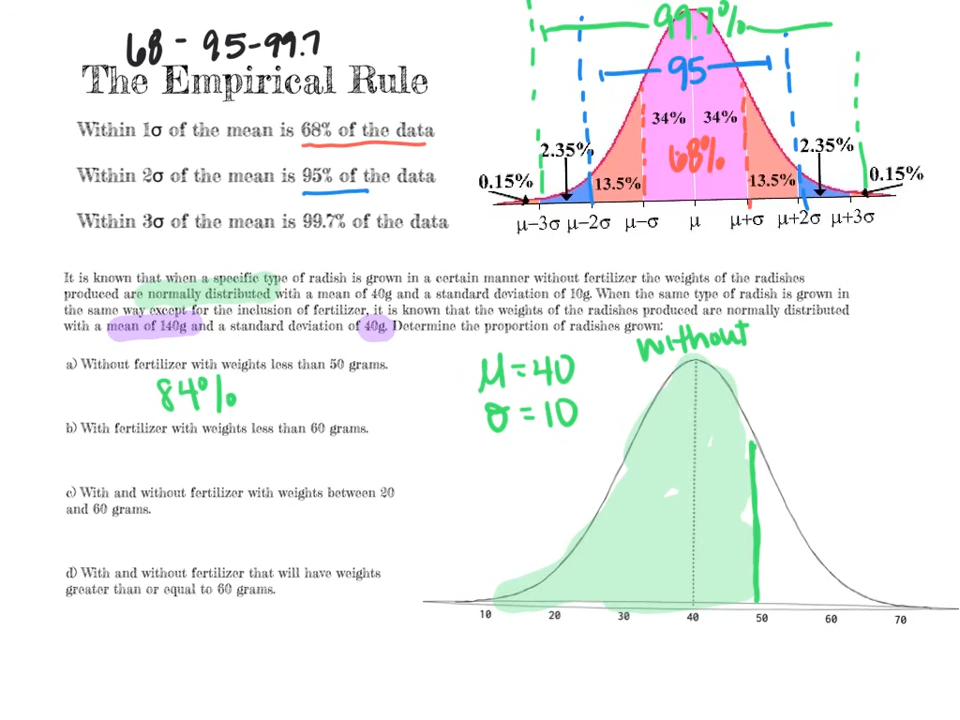 68 - 95-99.7
The Empirical Rule
Within 1σ of the mean is 68% of the data
Within 2σ of the mean is 95% of the data
Within 3σ of the mean is 99.7% of the data
99.7%
95
34% 34%
68%
2.35% 2.35%
0.15% 13.5% 13.5% 0.15%
μ−3σ μ−2σ μ−σ μ μ+σ μ+2σ μ+3σ
It is known that when a specific type of radish is grown in a certain manner without fertilizer the weights of the radishes
produced are normally distributed with a mean of 40g and a standard deviation of 10g. When the same type of radish is grown in
the same way except for the inclusion of fertilizer, it is known that the weights of the radishes produced are normally distributed
with a mean of 140g and a standard deviation of 40g. Determine the proportion of radishes grown:
a) Without fertilizer with weights less than 50 grams.
84%
b) With fertilizer with weights less than 60 grams.
c) With and without fertilizer with weights between 20
and 60 grams.
d) With and without fertilizer that will have weights
greater than or equal to 60 grams.
without
μ = 40
σ = 10
10 20 30 40 50 60 70